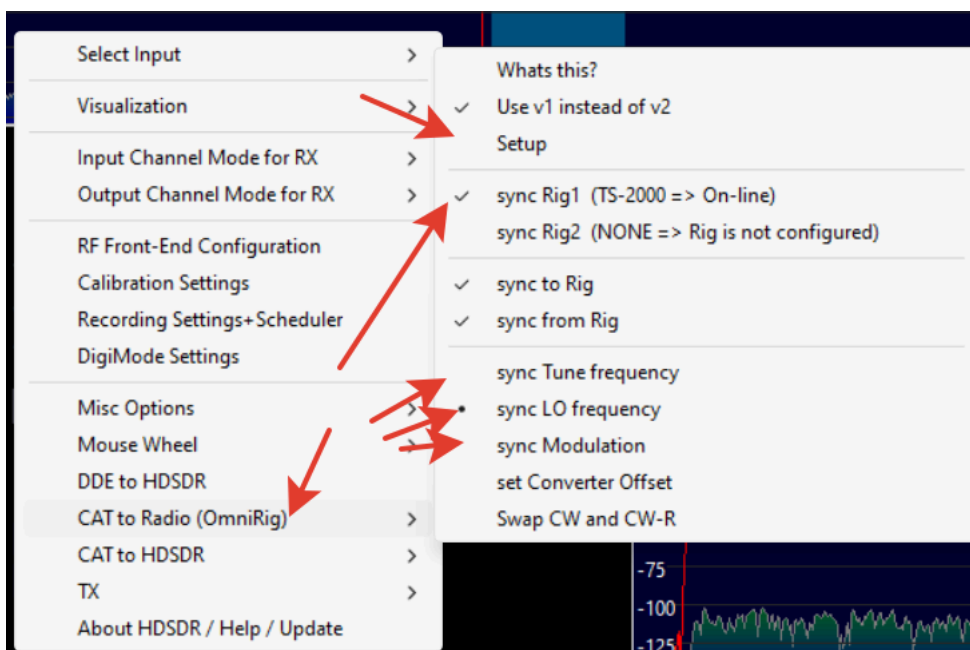 Select Input
Visualization
Input Channel Mode for RX
Output Channel Mode for RX
RF Front-End Configuration
Calibration Settings
Recording Settings+Scheduler
DigiMode Settings
Misc Options
Mouse Wheel
DDE to HDSDR
CAT to Radio (OmniRig)
CAT to HDSDR
TX
About HDSDR / Help / Update
Whats this?
Use v1 instead of v2
Setup
sync Rig1 (TS-2000 => On-line)
sync Rig2 (NONE => Rig is not configured)
sync to Rig
sync from Rig
sync Tune frequency
sync LO frequency
sync Modulation
set Converter Offset
Swap CW and CW-R
-75
-100
-125